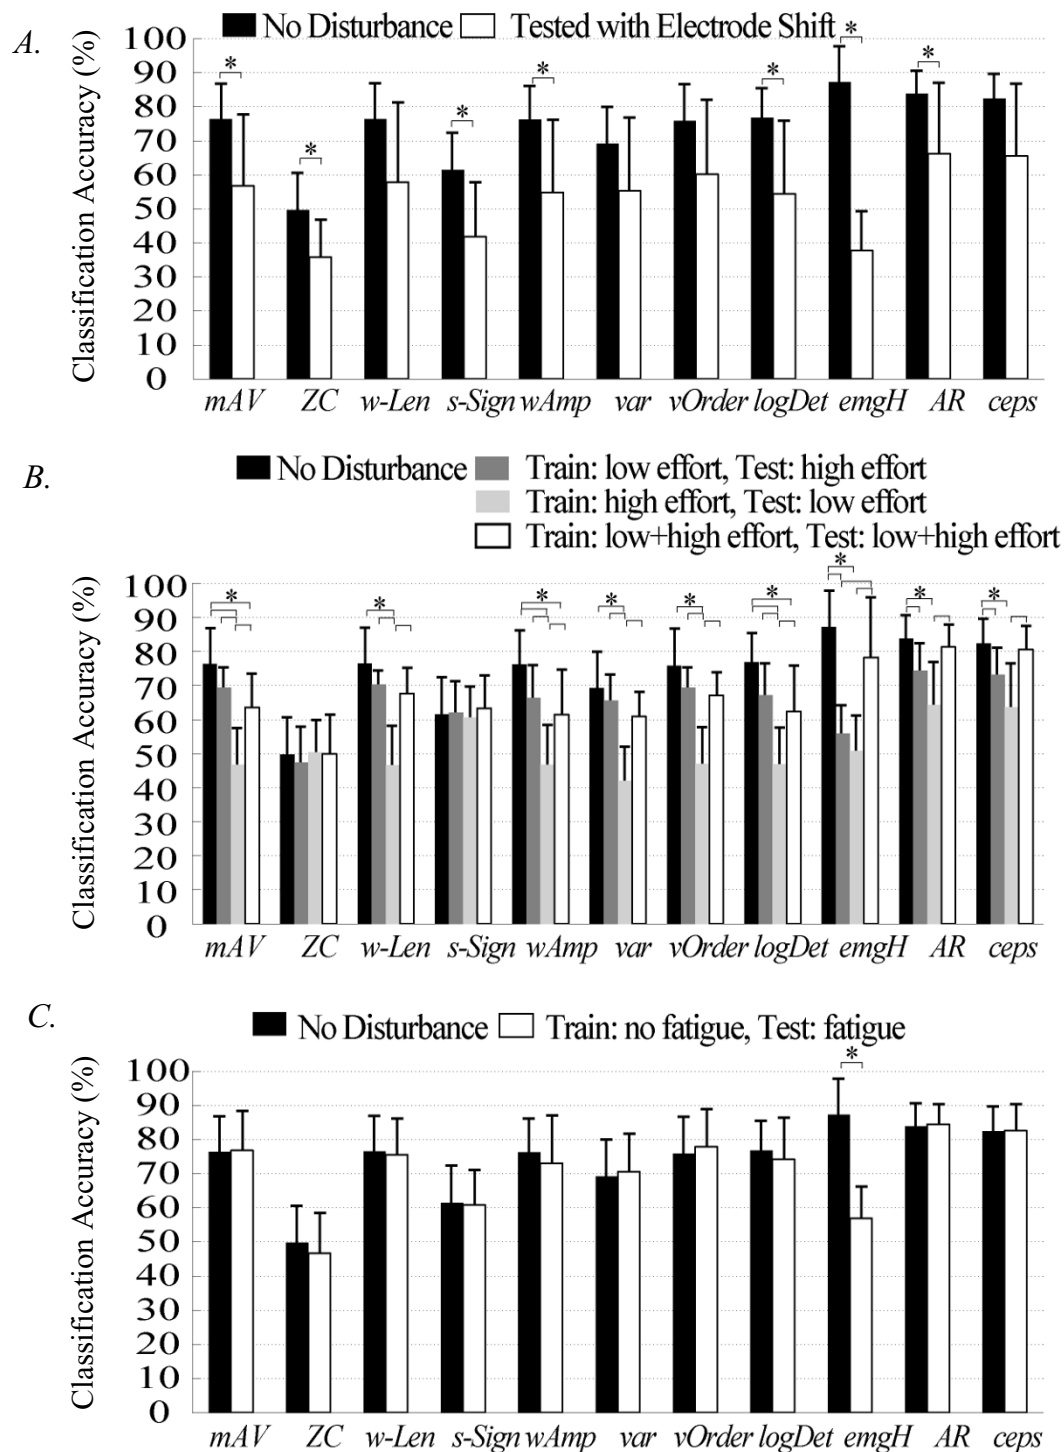 A.
No Disturbance Tested with Electrode Shift
Classification Accuracy (%)
100
90
80
70
60
50
40
30
20
10
0
* * * * * * *
mAV ZC w-Len s-Sign wAmp var vOrder logDet emgH AR ceps
B.
No Disturbance Train: low effort, Test: high effort
Train: high effort, Test: low effort
Train: low+high effort, Test: low+high effort
Classification Accuracy (%)
100
90
80
70
60
50
40
30
20
10
0
* * * * * * * * *
mAV ZC w-Len s-Sign wAmp var vOrder logDet emgH AR ceps
C.
No Disturbance Train: no fatigue, Test: fatigue
Classification Accuracy (%)
100
90
80
70
60
50
40
30
20
10
0
*
mAV ZC w-Len s-Sign wAmp var vOrder logDet emgH AR ceps